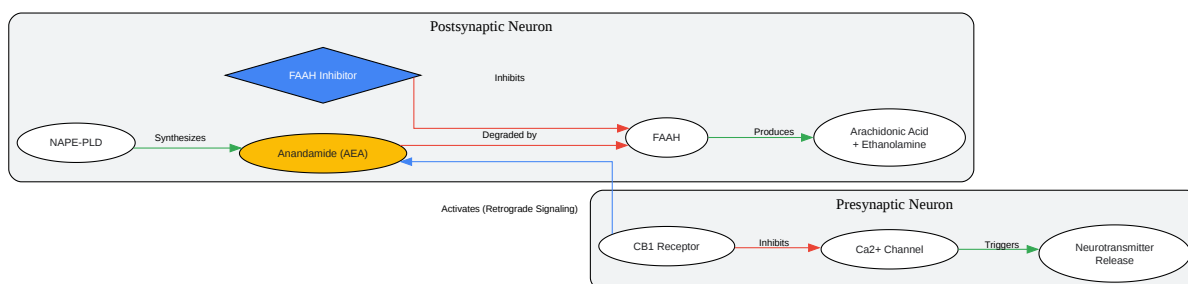 Postsynaptic Neuron
FAAH Inhibitor
Inhibits
NAPE-PLD
Synthesizes
Anandamide (AEA)
Degraded by
FAAH
Produces
Arachidonic Acid
+ Ethanolamine
Activates (Retrograde Signaling)
Presynaptic Neuron
CB1 Receptor
Inhibits
Ca2+ Channel
Triggers
Neurotransmitter
Release